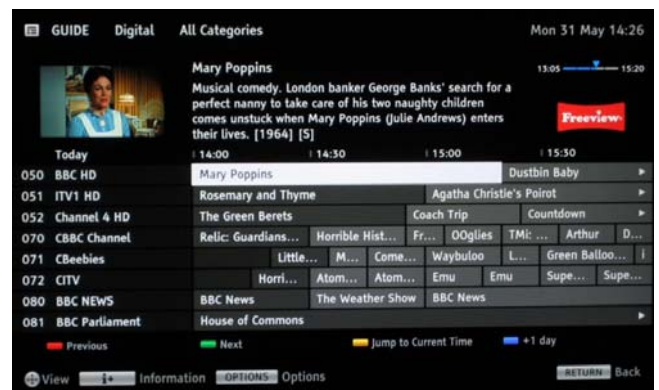 GUIDE Digital All Categories Mon 31 May 14:26
Mary Poppins
13:05 15:20
Musical comedy. London banker George Banks' search for a
perfect nanny to take care of his two naughty children
comes unstuck when Mary Poppins (Julie Andrews) enters
their lives. [1964] [S]
Freeview
Today 14:00 14:30 15:00 15:30
050 BBC HD Mary Poppins Dustbin Baby
051 ITV1 HD Rosemary and Thyme Agatha Christie's Poirot
052 Channel 4 HD The Green Berets Coach Trip Countdown
070 CBBC Channel Relic: Guardians... Horrible Hist... Fr... OOglies TMi: ... Arthur D...
071 CBeebies Little... M... Come... Waybuloo L... Green Balloo... i
072 CITV Horri... Atom... Atom... Emu Emu Supe... Supe...
080 BBC NEWS BBC News The Weather Show BBC News
081 BBC Parliament House of Commons
Previous Next Jump to Current Time +1 day
View i+ Information OPTIONS Options RETURN Back